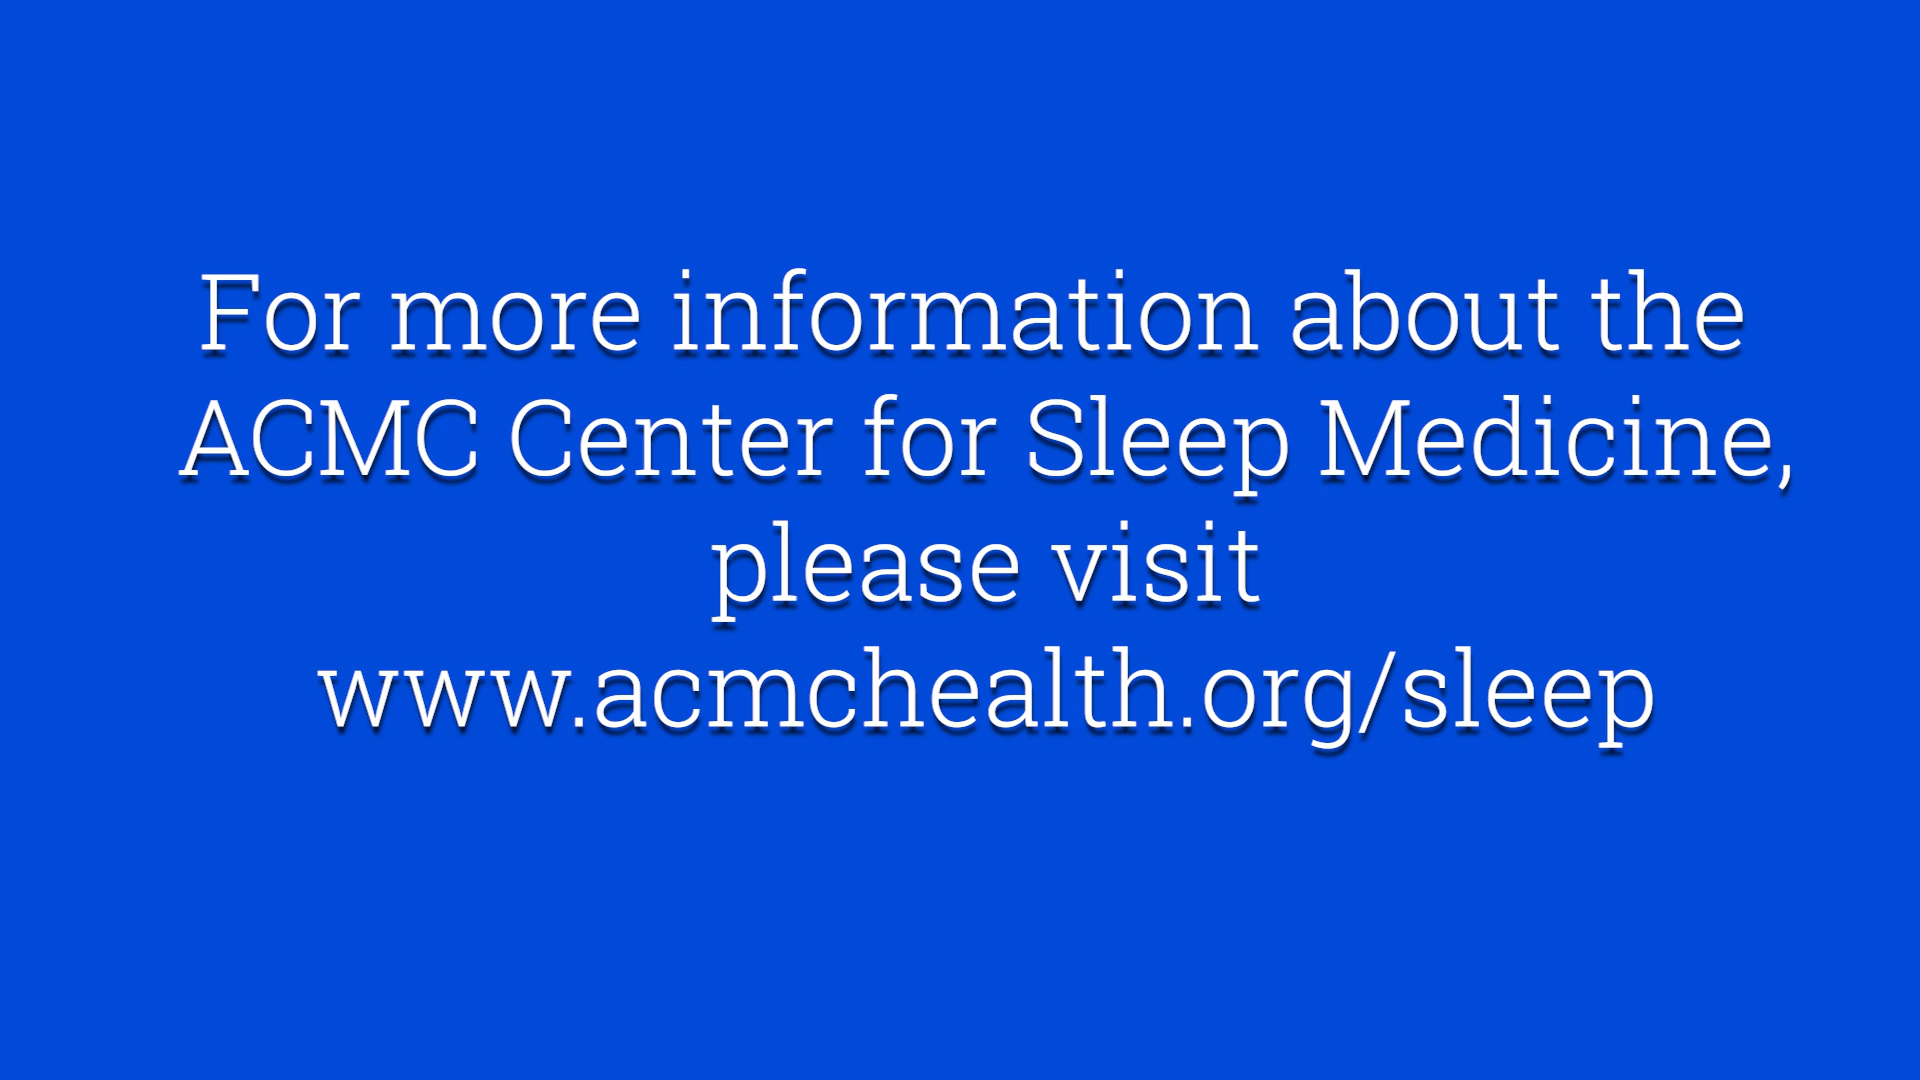 For more information about the
ACMC Center for Sleep Medicine,
please visit
www.acmchealth.org/sleep